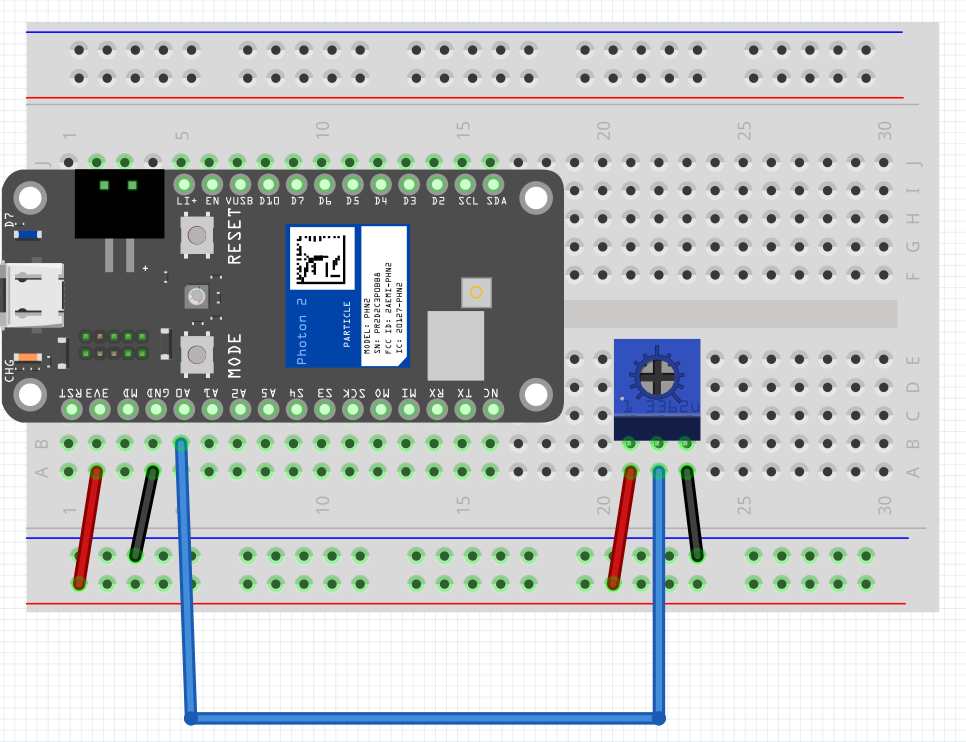 1 5 10 15 20 25 30
J J
I
H
G
F
LI+ EN VUSB D10 D7 D6 D5 D4 D3 D2 SCL SDA
D7
RESET
+
Photon 2
PARTICLE
MODEL: PHN2
SN: PR2D2C3POBBA
FCC ID: 2AEMI-PHN2
IC: 20127-PHN2
MODE
CHG
E
D
C
1 3362u
RST 3V3 MD GND A0 A1 A2 A5 S4 S3 SCK MO MI RX TX NC
B B
A A
1 10 15 20 25 30